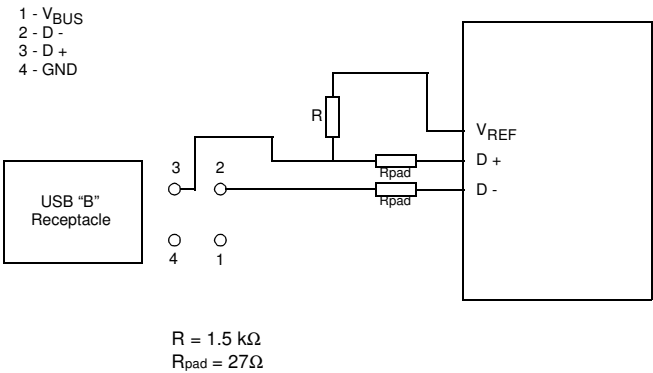 1 - VBUS
2 - D -
3 - D +
4 - GND
R
VREF
D +
Rpad
D -
Rpad
3 2
USB “B”
Receptacle
4 1
R = 1.5 kΩ
Rpad = 27Ω